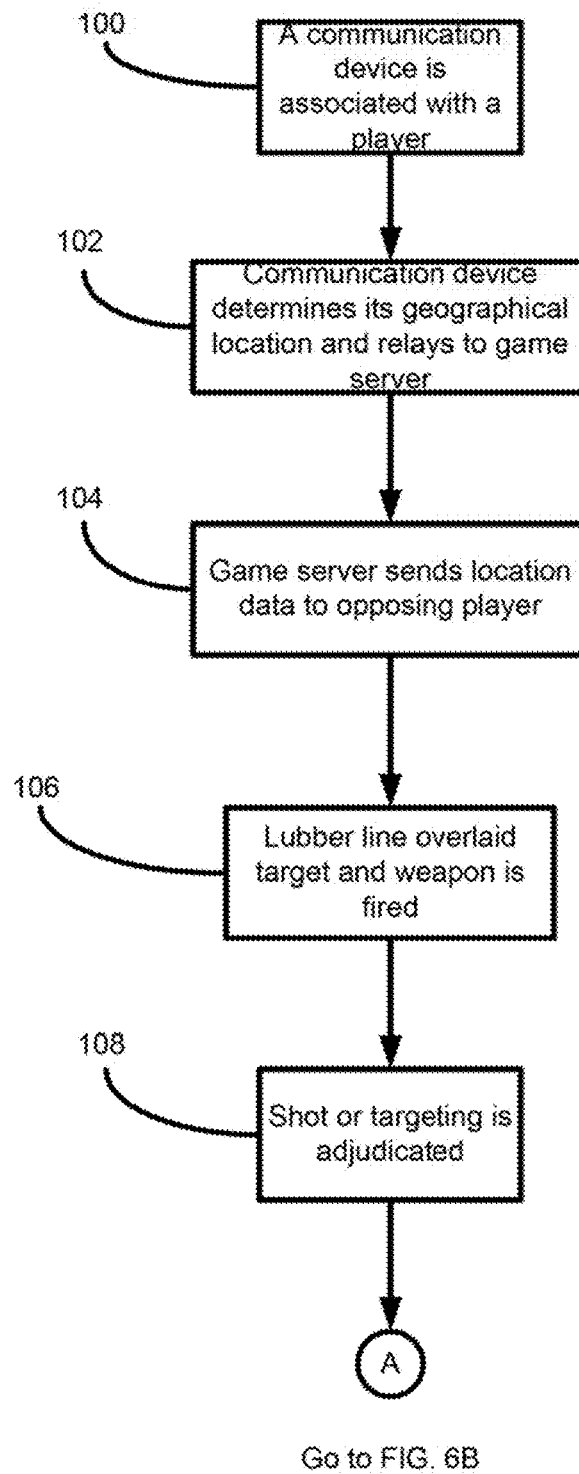 100
A communication
device is
associated with a
player
102
Communication device
determines its geographical
location and relays to game
server
104
Game server sends location
data to opposing player
106
Lubber line overlaid
target and weapon is
fired
108
Shot or targeting is
adjudicated
A
Go to FIG. 6B